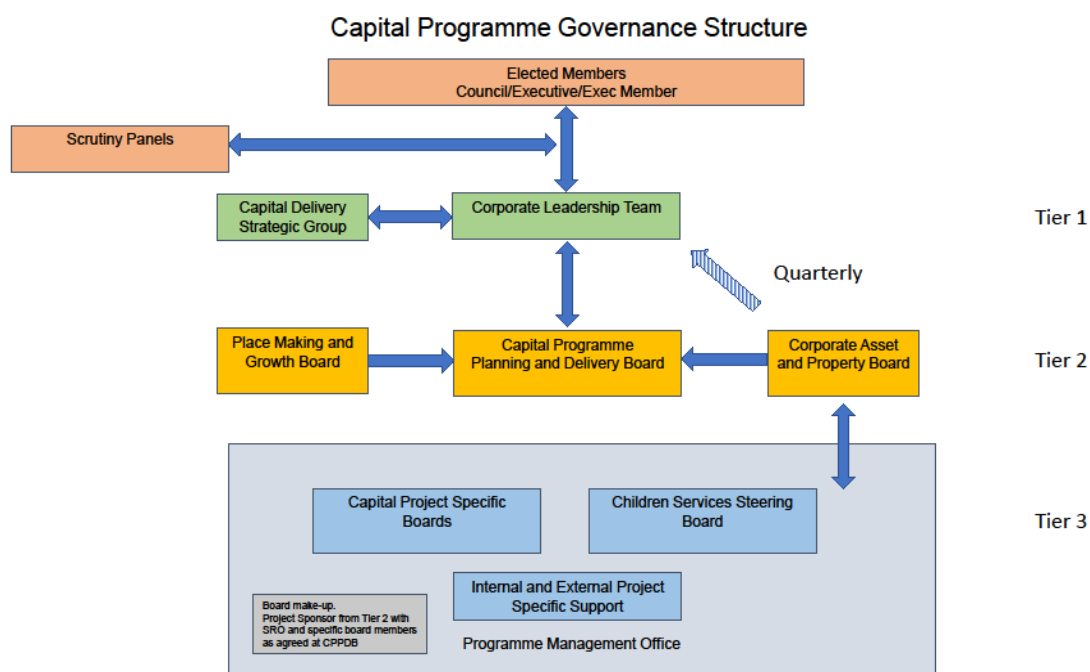 Capital Programme Governance Structure
Elected Members
Council/Executive/Exec Member
Scrutiny Panels
Capital Delivery
Strategic Group
Corporate Leadership Team
Tier 1
Quarterly
Place Making and
Growth Board
Capital Programme
Planning and Delivery Board
Corporate Asset
and Property Board
Tier 2
Capital Project Specific
Boards
Children Services Steering
Board
Tier 3
Internal and External Project
Specific Support
Board make-up.
Project Sponsor from Tier 2 with
SRO and specific board members
as agreed at CPPDB
Programme Management Office